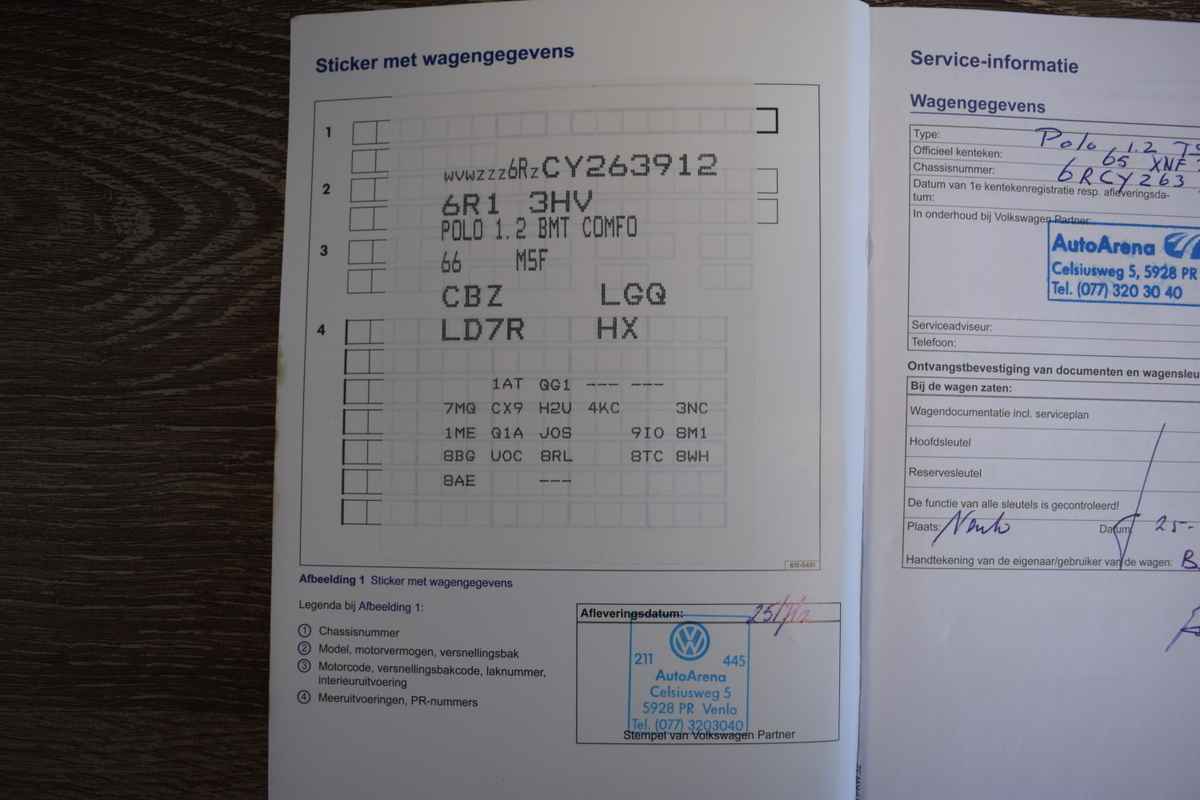 Sticker met wagengegevens
1
WVWZZZ6RZCY263912
2
6R1 3HV
POLO 1.2 BMT COMFO
3
66 M5F
CBZ LGQ
4
LD7R HX
1AT QG1 --- ---
7MQ CX9 H2U 4KC 3NC
1ME Q1A JOS 9IO 8M1
8BG UOC 8RL 8TC 8WH
8AE ---
Afbeelding 1 Sticker met wagengegevens
Legenda bij Afbeelding 1:
1 Chassisnummer
2 Model, motorvermogen, versnellingsbak
3 Motorcode, versnellingsbakcode, laknummer,
interieuruitvoering
4 Meeruitvoeringen, PR-nummers
Afleveringsdatum:
211 445
AutoArena
Celsiusweg 5
5928 PR Venlo
Tel. (077) 3203040
Stempel van Volkswagen Partner
Service-informatie
Wagengegevens
Type: Polo 1.2
Officieel kenteken: 65 XNF
Chassisnummer: 6RCY263
Datum van 1e kentekenregistratie resp. afleveringsda-
tum:
In onderhoud bij Volkswagen Partner:
AutoArena
Celsiusweg 5, 5928 PR
Tel. (077) 320 30 40
Serviceadviseur:
Telefoon:
Ontvangstbevestiging van documenten en wagensleu
Bij de wagen zaten:
Wagendocumentatie incl. serviceplan
Hoofdsleutel
Reservesleutel
De functie van alle sleutels is gecontroleerd!
Plaats: Venlo Datum: 25-
Handtekening van de eigenaar/gebruiker van de wagen: